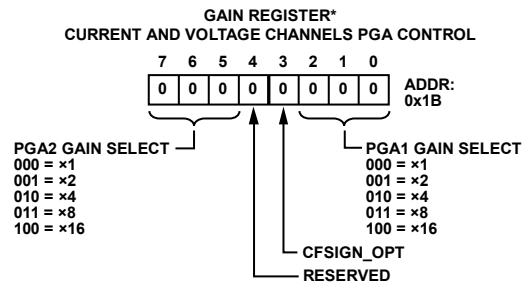 GAIN REGISTER*
CURRENT AND VOLTAGE CHANNELS PGA CONTROL
7 6 5 4 3 2 1 0
0 0 0 0 0 0 0 0
ADDR:
0x1B
PGA2 GAIN SELECT
000 = ×1
001 = ×2
010 = ×4
011 = ×8
100 = ×16
PGA1 GAIN SELECT
000 = ×1
001 = ×2
010 = ×4
011 = ×8
100 = ×16
CFSIGN_OPT
RESERVED